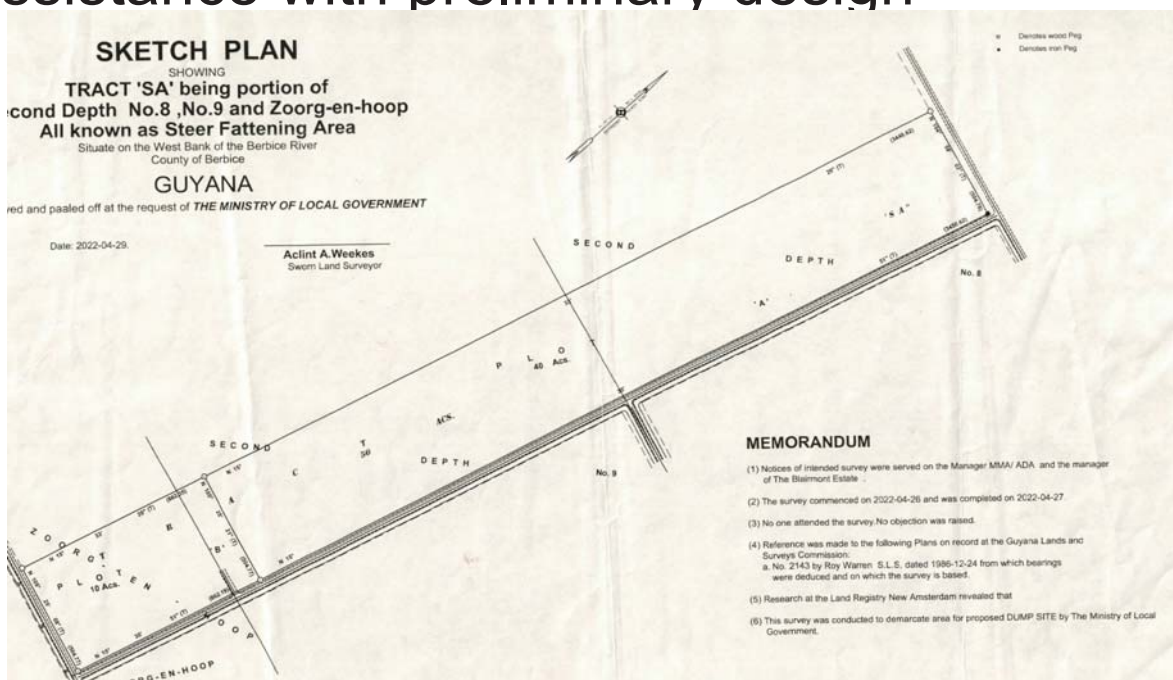 ssistance with preliminary design
SKETCH PLAN
SHOWING
TRACT 'SA' being portion of
cond Depth No.8 ,No.9 and Zoorg-en-hoop
All known as Steer Fattening Area
Situate on the West Bank of the Berbice River
County of Berbice
GUYANA
ved and paaled off at the request of THE MINISTRY OF LOCAL GOVERNMENT
Date: 2022-04-29.
Aclint A.Weekes
Sworn Land Surveyor
Denotes wood Peg
Denotes iron Peg
SECOND
DEPTH
"SA"
'A'
No. 8
PLOT
40 Acs.
SECOND
DEPTH
ACS.
50
T
C
No. 9
A
B
'B'
ZOORG
EN
PLOT
10 Acs.
OOP
ORG-EN-HOOP
MEMORANDUM
(1) Notices of intended survey were served on the Manager MMA/ ADA and the manager
of The Blairmont Estate .
(2) The survey commenced on 2022-04-26 and was completed on 2022-04-27
(3) No one attended the survey.No objection was raised.
(4) Reference was made to the following Plans on record at the Guyana Lands and
Surveys Commission:
a. No. 2143 by Roy Warren S.L.S, dated 1986-12-24 from which bearings
were deduced and on which the survey is based.
(5) Research at the Land Registry New Amsterdam revealed that
(6) This survey was conducted to demarcate area for proposed DUMP SITE by The Ministry of Local
Government.